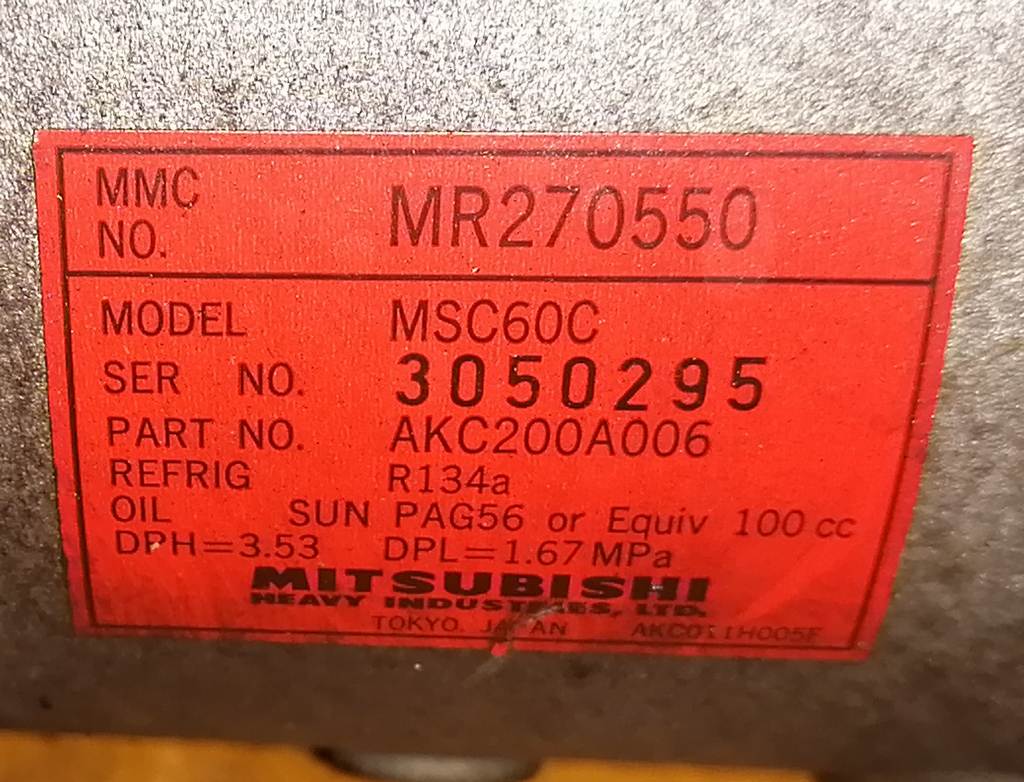 MMC
NO. MR270550
MODEL MSC60C
SER NO. 3050295
PART NO. AKC200A006
REFRIG R134a
OIL SUN PAG56 or Equiv 100 cc
DPH=3.53 DPL=1.67 MPa
MITSUBISHI
HEAVY INDUSTRIES, LTD.
TOKYO. JAPAN